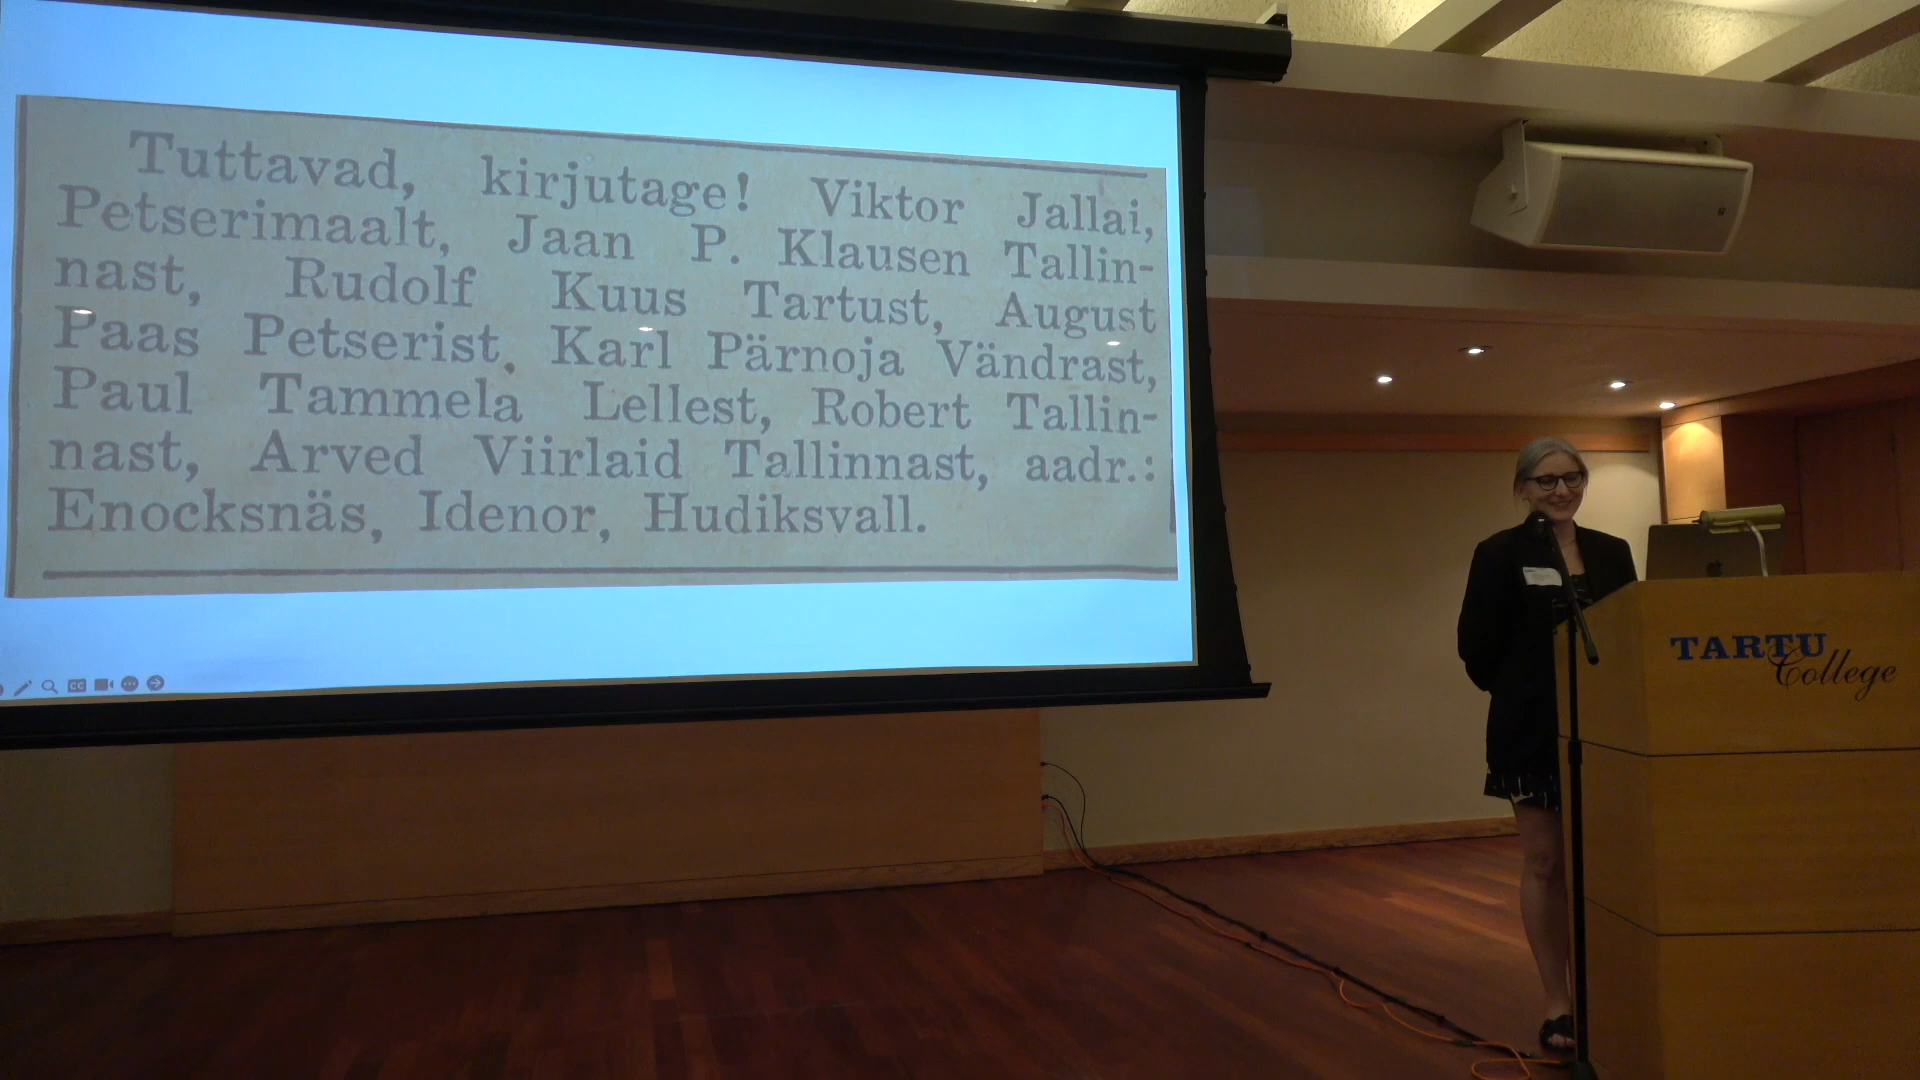 Tuttavad, kirjutage! Viktor Jallai,
Petserimaalt, Jaan P. Klausen Tallin-
nast, Rudolf Kuus Tartust, August
Paas Petserist. Karl Pärnoja Vändrast,
Paul Tammela Lellest, Robert Tallin-
nast, Arved Viirlaid Tallinnast, aadr.:
Enocksnäs, Idenor, Hudiksvall.
CC
TARTU
College